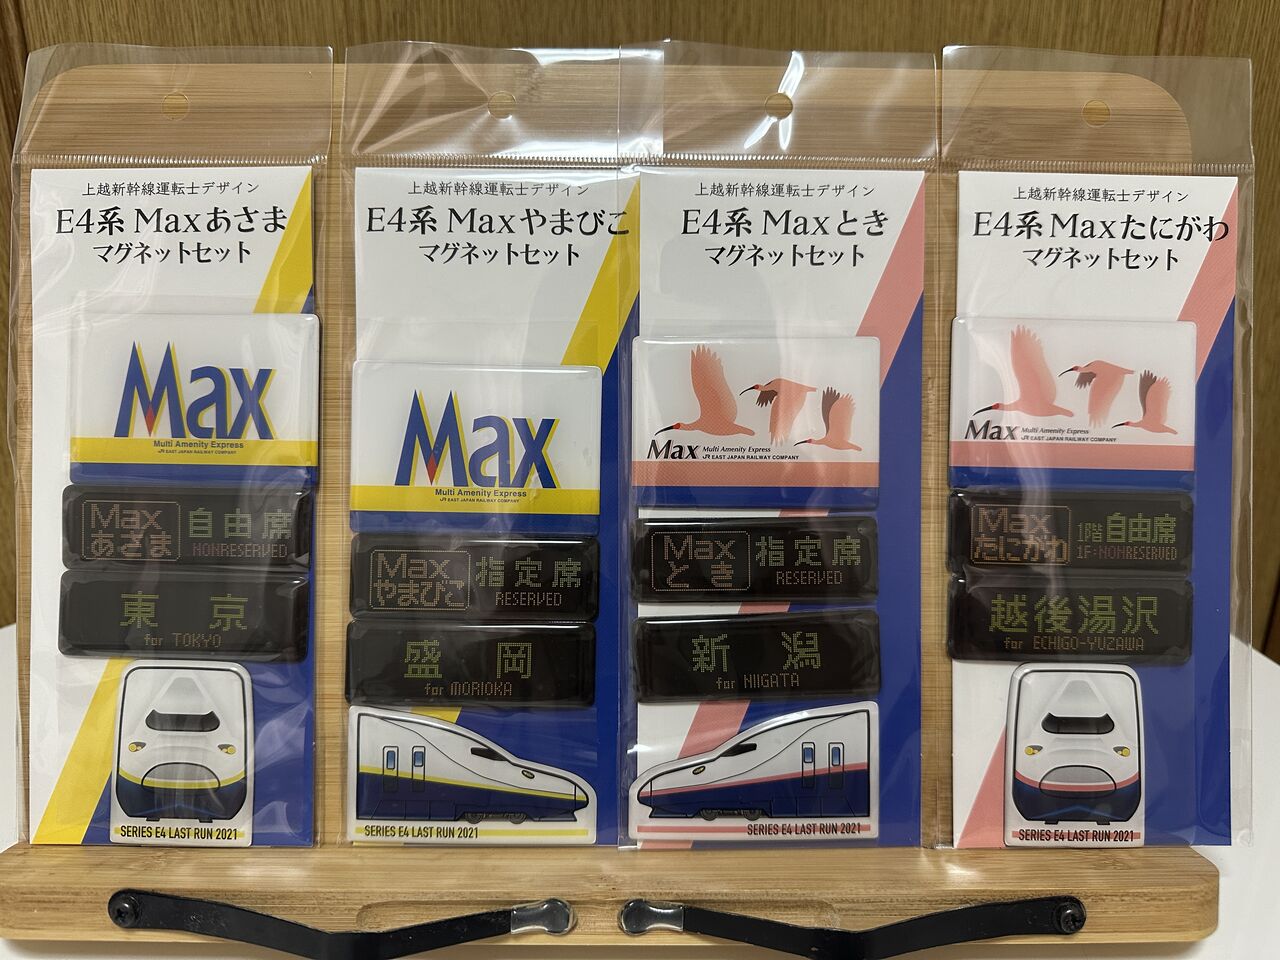 上越新幹線運転士デザイン
E4系 Maxあさま
マグネットセット
Max
Multi Amenity Express
JR EAST JAPAN RAILWAY COMPANY
Max
あさま
自由席
NONRESERVED
東京
for TOKYO
SERIES E4 LAST RUN 2021
上越新幹線運転士デザイン
E4系 Maxやまびこ
マグネットセット
Max
Multi Amenity Express
JR EAST JAPAN RAILWAY COMPANY
Max
やまびこ
指定席
RESERVED
盛岡
for MORIOKA
SERIES E4 LAST RUN 2021
上越新幹線運転士デザイン
E4系 Maxとき
マグネットセット
Max Multi Amenity Express
JR EAST JAPAN RAILWAY COMPANY
Max
とき
指定席
RESERVED
新潟
for NIIGATA
SERIES E4 LAST RUN 2021
上越新幹線運転士デザイン
E4系 Maxたにがわ
マグネットセット
Max Multi Amenity Express
JR EAST JAPAN RAILWAY COMPANY
Max
たにがわ
1階自由席
1F:NONRESERVED
越後湯沢
for ECHIGO-YUZAWA
SERIES E4 LAST RUN 2021